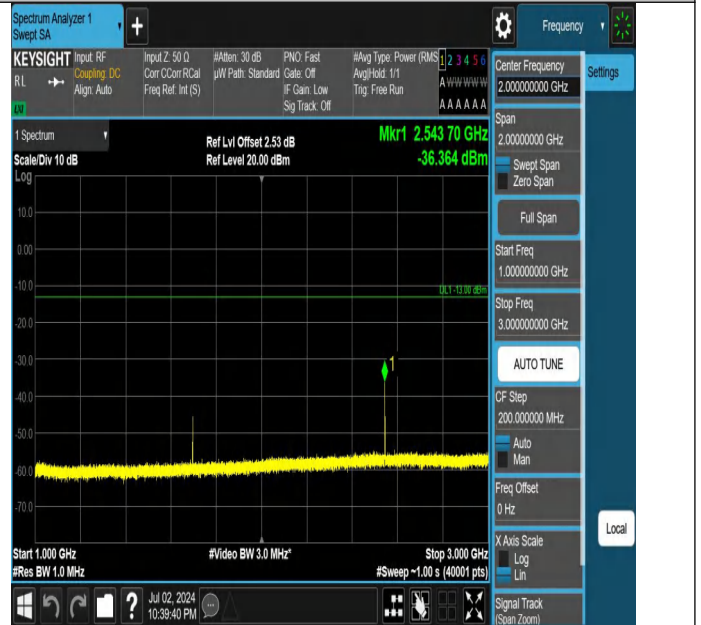 Spectrum Analyzer 1
Swept SA
Frequency
KEYSIGHT
RL
LXI
Input: RF
Coupling: DC
Align: Auto
Input Z: 50 Ω
Corr CCorr RCal
Freq Ref: Int (S)
#Atten: 30 dB
µW Path: Standard
PNO: Fast
Gate: Off
IF Gain: Low
Sig Track: Off
#Avg Type: Power (RMS
Avg|Hold: 1/1
Trig: Free Run
1 2 3 4 5 6
A W W W W W
A A A A A A
1 Spectrum
Scale/Div 10 dB
Log
Ref Lvl Offset 2.53 dB
Ref Level 20.00 dBm
Mkr1 2.543 70 GHz
-36.364 dBm
10.0
0.00
-10.0
DL1 -13.00 dBm
-20.0
-30.0
1
-40.0
-50.0
-60.0
-70.0
Start 1.000 GHz
#Res BW 1.0 MHz
#Video BW 3.0 MHz*
Stop 3.000 GHz
#Sweep ~1.00 s (40001 pts)
Center Frequency
2.000000000 GHz
Settings
Span
2.00000000 GHz
Swept Span
Zero Span
Full Span
Start Freq
1.000000000 GHz
Stop Freq
3.000000000 GHz
AUTO TUNE
CF Step
200.000000 MHz
Auto
Man
Freq Offset
0 Hz
X Axis Scale
Log
Lin
Local
Signal Track
(Span Zoom)
?
Jul 02, 2024
10:39:40 PM